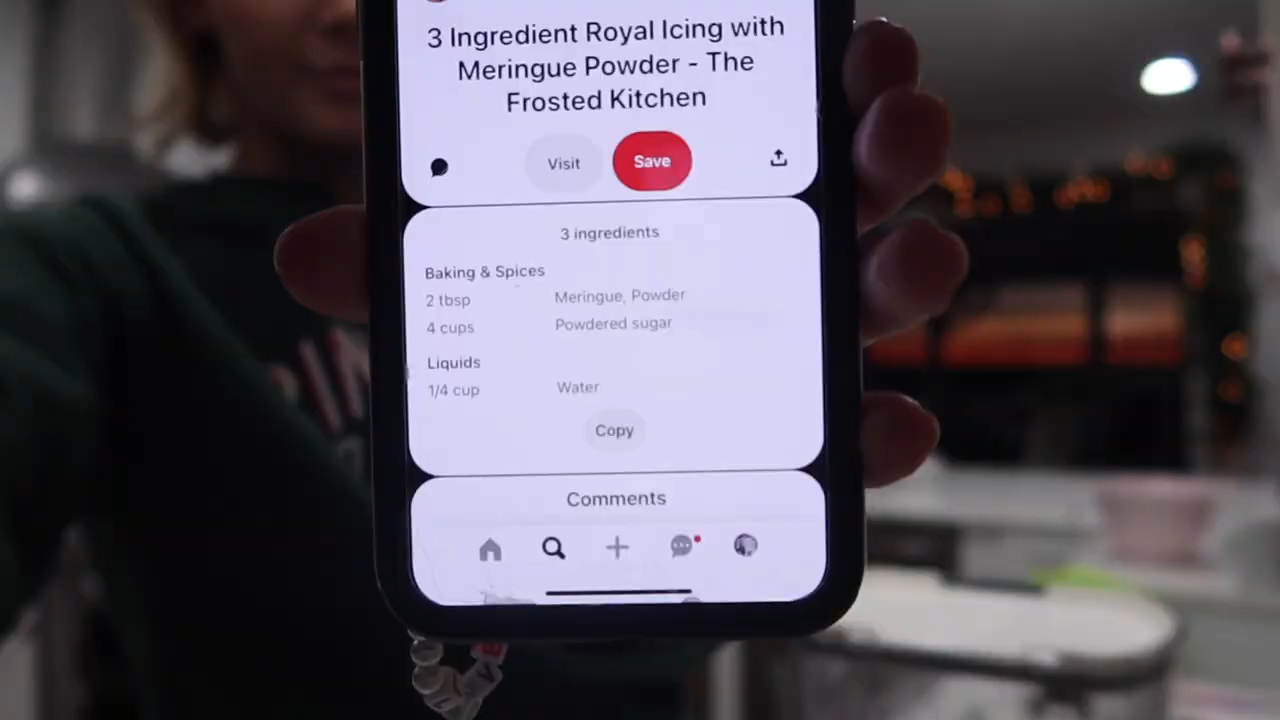 3 Ingredient Royal Icing with
Meringue Powder - The
Frosted Kitchen
Visit
Save
3 ingredients
Baking & Spices
2 tbsp Meringue, Powder
4 cups Powdered sugar
Liquids
1/4 cup Water
Copy
Comments